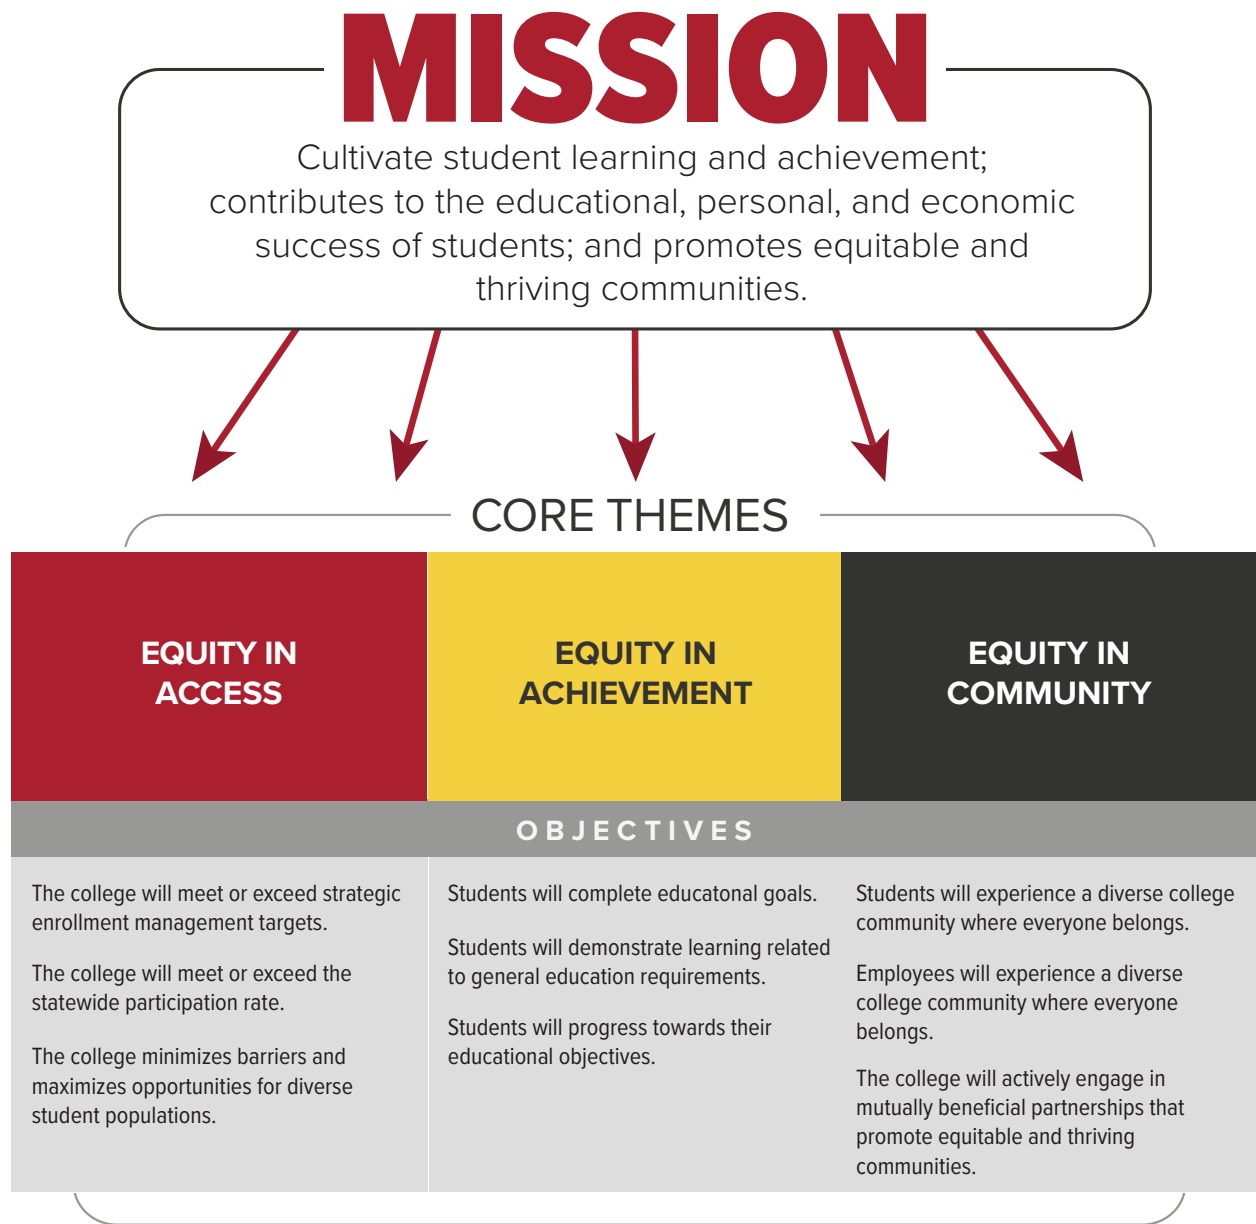 MISSION
Cultivate student learning and achievement;
contributes to the educational, personal, and economic
success of students; and promotes equitable and
thriving communities.
CORE THEMES
EQUITY IN
ACCESS
EQUITY IN
ACHIEVEMENT
EQUITY IN
COMMUNITY
OBJECTIVES
The college will meet or exceed strategic
enrollment management targets.
The college will meet or exceed the
statewide participation rate.
The college minimizes barriers and
maximizes opportunities for diverse
student populations.
Students will complete educatonal goals.
Students will demonstrate learning related
to general education requirements.
Students will progress towards their
educational objectives.
Students will experience a diverse college
community where everyone belongs.
Employees will experience a diverse
college community where everyone
belongs.
The college will actively engage in
mutually beneficial partnerships that
promote equitable and thriving
communities.